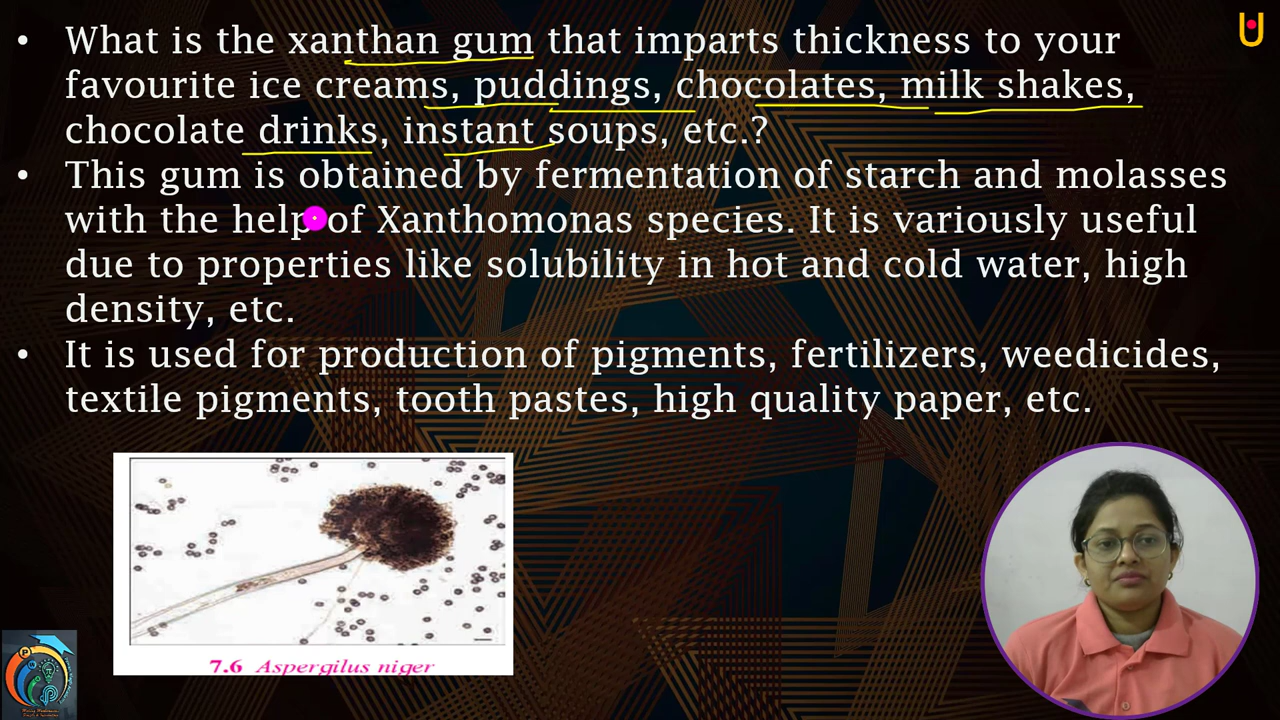 • What is the xanthan gum that imparts thickness to your
favourite ice creams, puddings, chocolates, milk shakes,
chocolate drinks, instant soups, etc.?
• This gum is obtained by fermentation of starch and molasses
with the help of Xanthomonas species. It is variously useful
due to properties like solubility in hot and cold water, high
density, etc.
• It is used for production of pigments, fertilizers, weedicides,
textile pigments, tooth pastes, high quality paper, etc.
7.6 Aspergilus niger